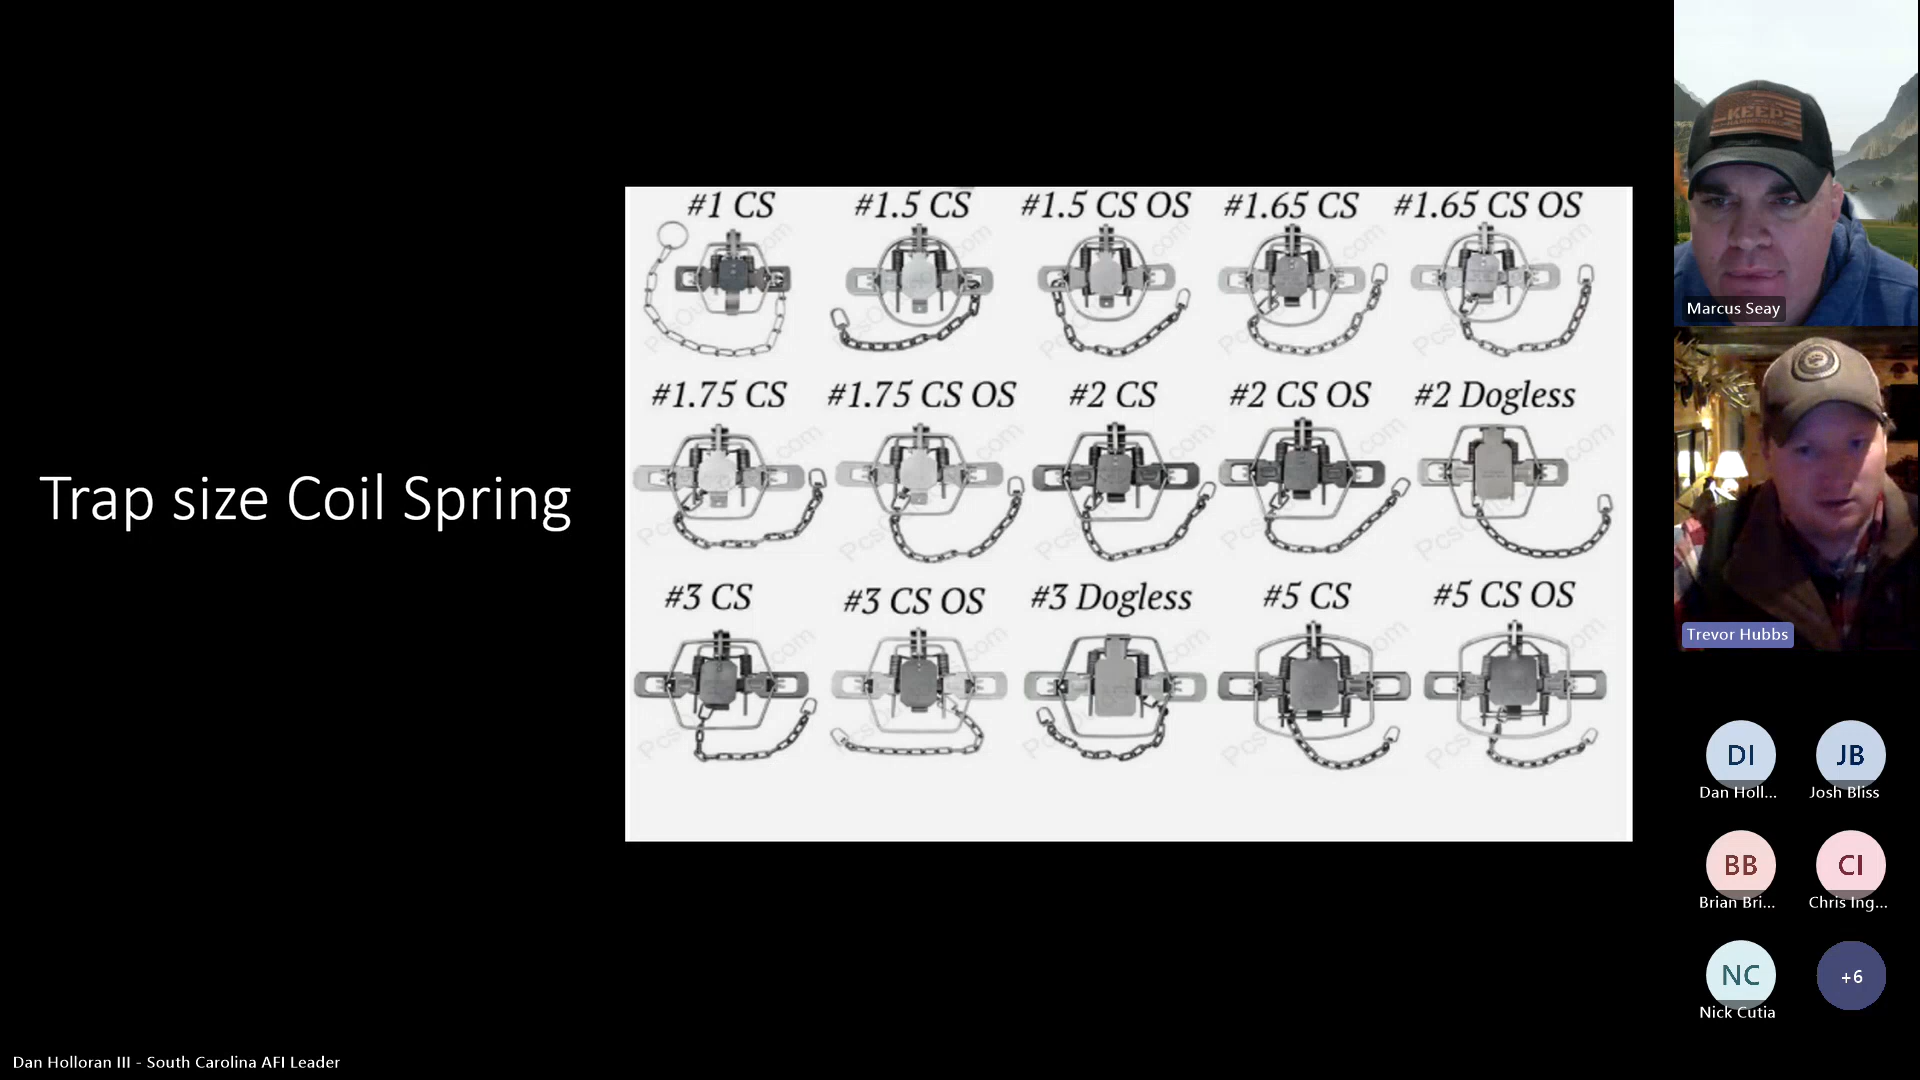 Trap size Coil Spring
#1 CS
#1.5 CS
#1.5 CS OS
#1.65 CS
#1.65 CS OS
#1.75 CS
#1.75 CS OS
#2 CS
#2 CS OS
#2 Dogless
#3 CS
#3 CS OS
#3 Dogless
#5 CS
#5 CS OS
KEEP
HAMMERING
Marcus Seay
Trevor Hubbs
DI
JB
Dan Holl...
Josh Bliss
BB
CI
Brian Bri...
Chris Ing...
NC
+6
Nick Cutia
Dan Holloran III - South Carolina AFI Leader